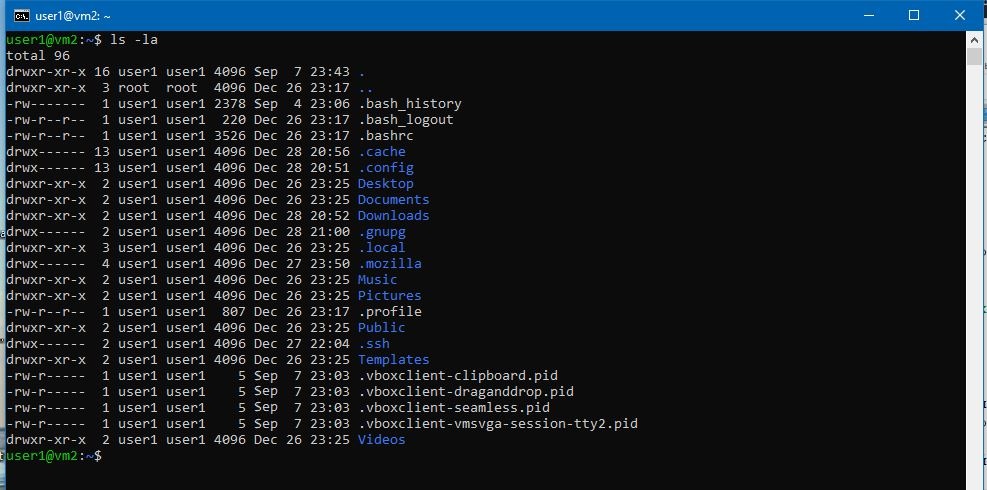 user1@vm2: ~
user1@vm2:~$ ls -la
total 96
drwxr-xr-x 16 user1 user1 4096 Sep  7 23:43 .
drwxr-xr-x  3 root  root  4096 Dec 26 23:17 ..
-rw-------  1 user1 user1 2378 Sep  4 23:06 .bash_history
-rw-r--r--  1 user1 user1  220 Dec 26 23:17 .bash_logout
-rw-r--r--  1 user1 user1 3526 Dec 26 23:17 .bashrc
drwx------ 13 user1 user1 4096 Dec 28 20:56 .cache
drwx------ 13 user1 user1 4096 Dec 28 20:51 .config
drwxr-xr-x  2 user1 user1 4096 Dec 26 23:25 Desktop
drwxr-xr-x  2 user1 user1 4096 Dec 26 23:25 Documents
drwxr-xr-x  2 user1 user1 4096 Dec 28 20:52 Downloads
drwx------  2 user1 user1 4096 Dec 28 21:00 .gnupg
drwxr-xr-x  3 user1 user1 4096 Dec 26 23:25 .local
drwx------  4 user1 user1 4096 Dec 27 23:50 .mozilla
drwxr-xr-x  2 user1 user1 4096 Dec 26 23:25 Music
drwxr-xr-x  2 user1 user1 4096 Dec 26 23:25 Pictures
-rw-r--r--  1 user1 user1  807 Dec 26 23:17 .profile
drwxr-xr-x  2 user1 user1 4096 Dec 26 23:25 Public
drwx------  2 user1 user1 4096 Dec 27 22:04 .ssh
drwxr-xr-x  2 user1 user1 4096 Dec 26 23:25 Templates
-rw-r-----  1 user1 user1    5 Sep  7 23:03 .vboxclient-clipboard.pid
-rw-r-----  1 user1 user1    5 Sep  7 23:03 .vboxclient-draganddrop.pid
-rw-r-----  1 user1 user1    5 Sep  7 23:03 .vboxclient-seamless.pid
-rw-r-----  1 user1 user1    5 Sep  7 23:03 .vboxclient-vmsvga-session-tty2.pid
drwxr-xr-x  2 user1 user1 4096 Dec 26 23:25 Videos
user1@vm2:~$